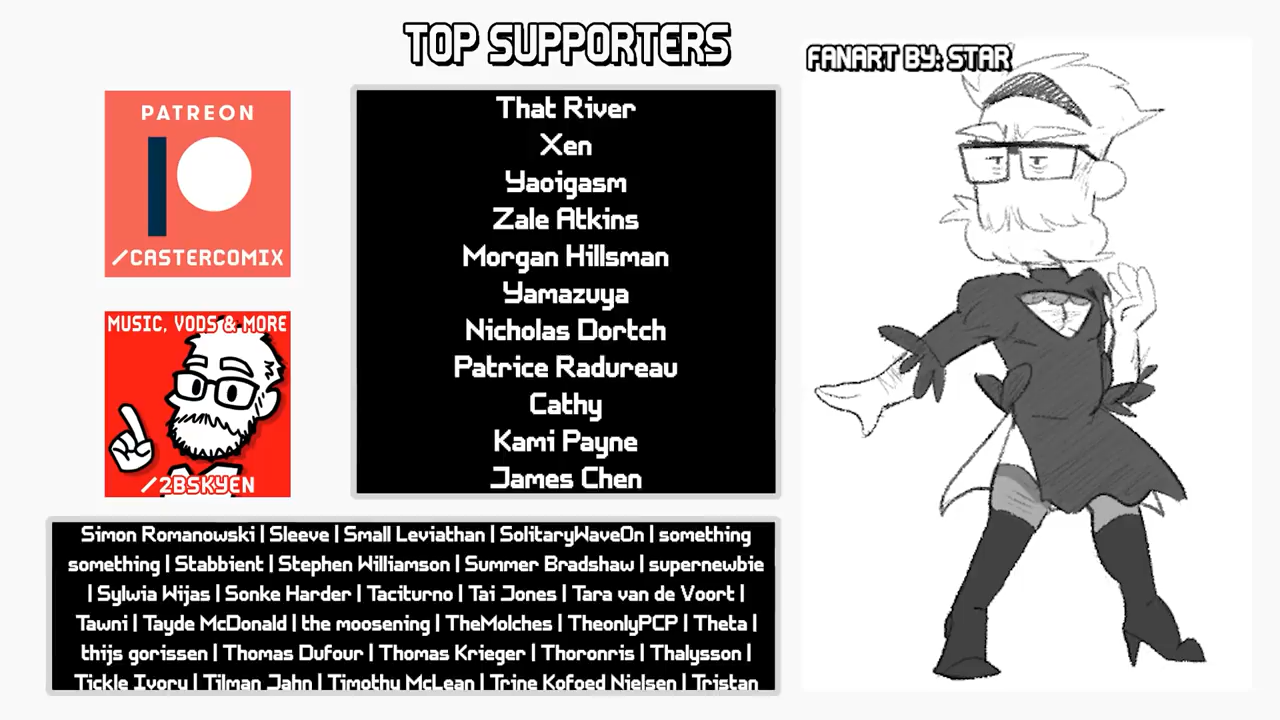 TOP SUPPORTERS
FANART BY: STAR
PATREON
/CASTERCOMIX
MUSIC, VODS & MORE
/2BSKYEN
That River
Xen
Yaoigasm
Zale Atkins
Morgan Hillsman
Yamazuya
Nicholas Dortch
Patrice Radureau
Cathy
Kami Payne
James Chen
Simon Romanowski | Sleeve | Small Leviathan | SolitaryWaveOn | something
something | Stabbient | Stephen Williamson | Summer Bradshaw | supernewbie
| Sylwia Wijas | Sonke Harder | Taciturno | Tai Jones | Tara van de Voort |
Tawni | Tayde McDonald | the moosening | TheMolches | TheonlyPCP | Theta |
thijs gorissen | Thomas Dufour | Thomas Krieger | Thoronris | Thalysson |
Tickle Ivory | Tilman Jahn | Timothy McLean | Trine Kofoed Nielsen | Tristan